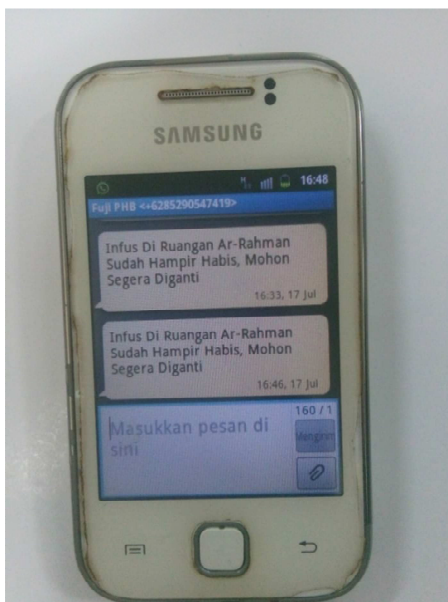 SAMSUNG
16:48
Fuji PHB <+6285290547419>
Infus Di Ruangan Ar-Rahman
Sudah Hampir Habis, Mohon
Segera Diganti
16:33, 17 Jul
Infus Di Ruangan Ar-Rahman
Sudah Hampir Habis, Mohon
Segera Diganti
16:46, 17 Jul
160 / 1
Masukkan pesan di
sini